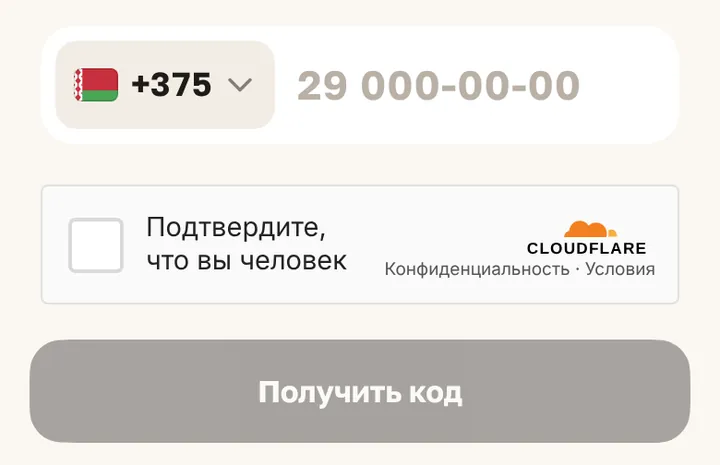 +375
29 000-00-00
Подтвердите,
что вы человек
CLOUDFLARE
Конфиденциальность · Условия
Получить код